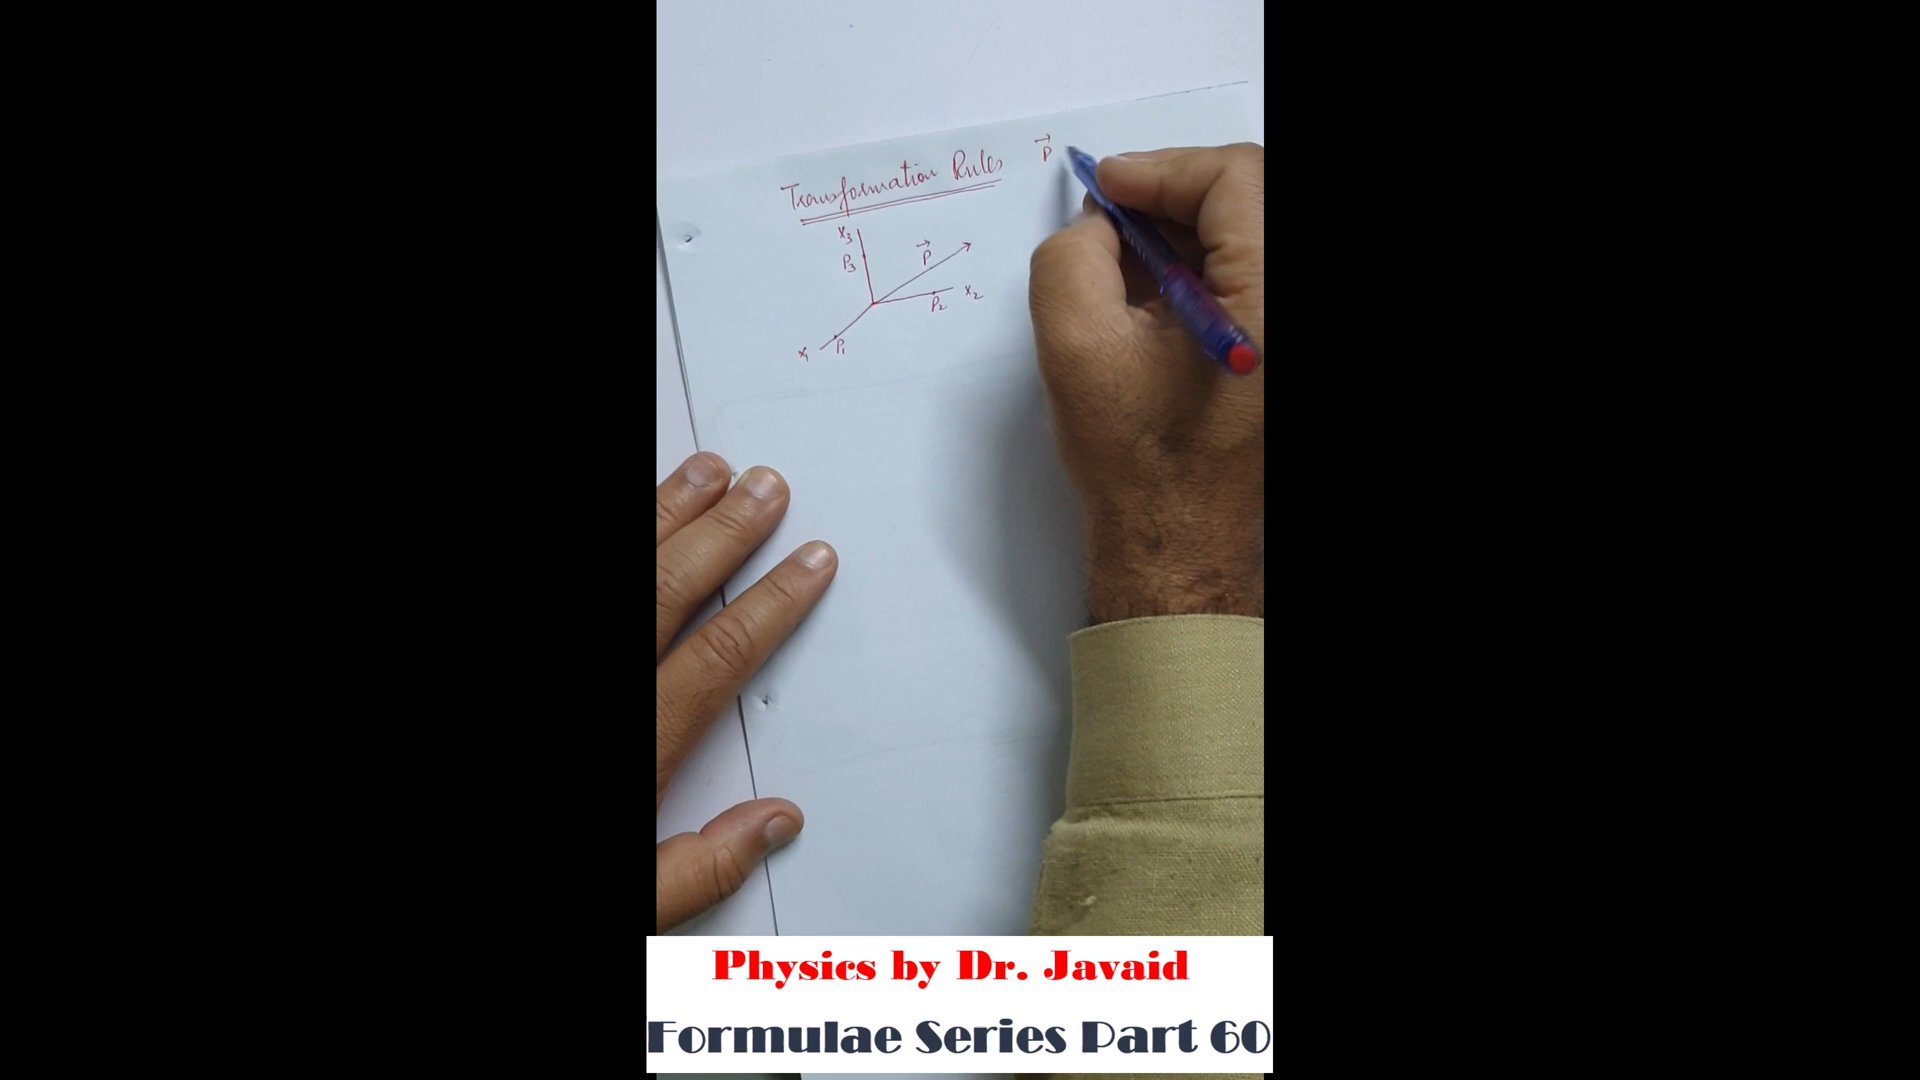 Transformation Rules
P
x3
P3
P
x2
P2
x1
P1
Physics by Dr. Javaid
Formulae Series Part 60